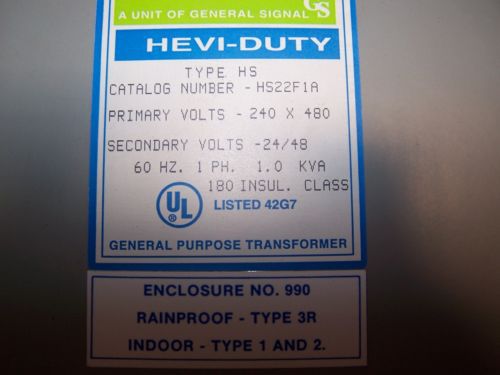 GS
A UNIT OF GENERAL SIGNAL
HEVI-DUTY
TYPE HS
CATALOG NUMBER - HS22F1A
PRIMARY VOLTS - 240 X 480
SECONDARY VOLTS -24/48
60 HZ. 1 PH. 1.0 KVA
180 INSUL. CLASS
UL LISTED 42G7
GENERAL PURPOSE TRANSFORMER
ENCLOSURE NO. 990
RAINPROOF - TYPE 3R
INDOOR - TYPE 1 AND 2.